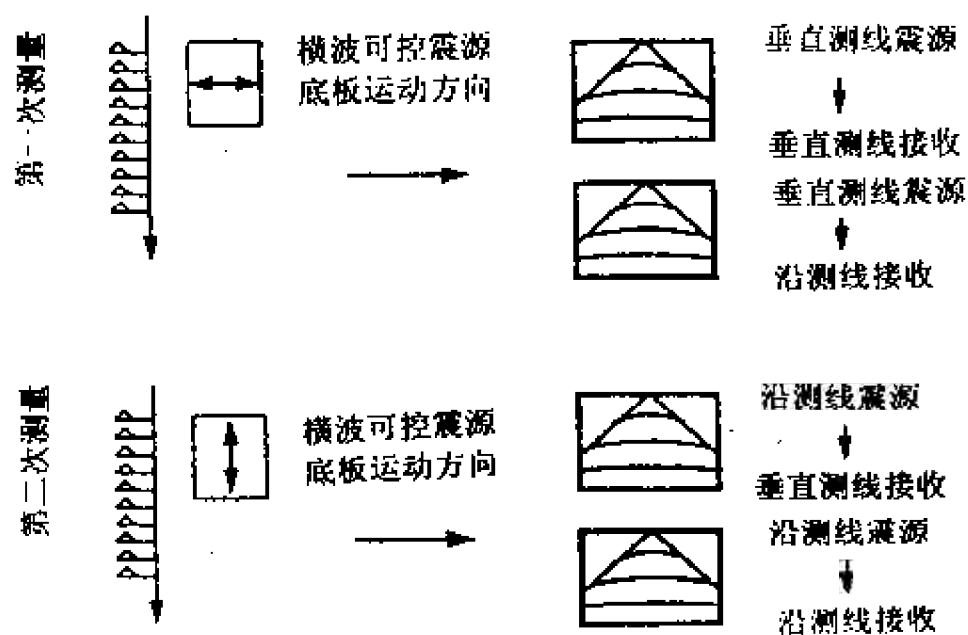 第一次测量
横波可控震源
底板运动方向
垂直测线震源
垂直测线接收
垂直测线震源
沿测线接收
第二次测量
横波可控震源
底板运动方向
沿测线震源
垂直测线接收
沿测线震源
沿测线接收